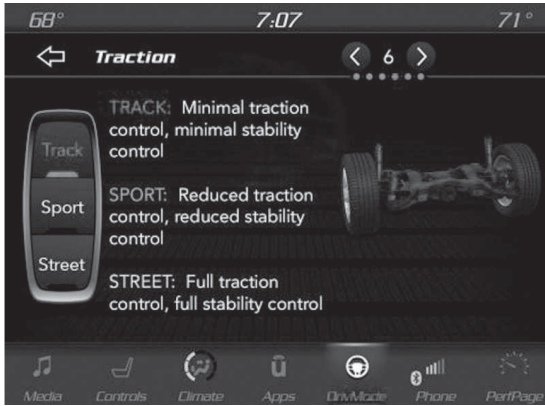 68°
7:07
71°
Traction
6
TRACK: Minimal traction
control, minimal stability
control
Track
SPORT: Reduced traction
control, reduced stability
control
Sport
Street
STREET: Full traction
control, full stability control
Media
Controls
Climate
Apps
DrivMode
Phone
PerfPage